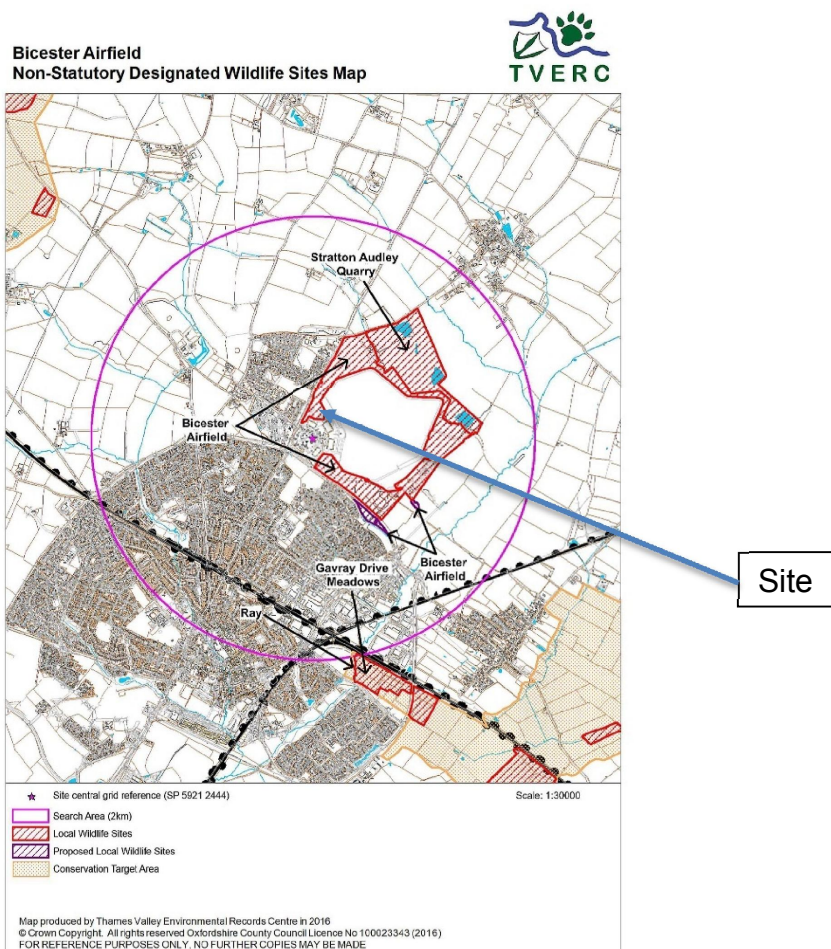 Bicester Airfield
Non-Statutory Designated Wildlife Sites Map
TVERC
Stratton Audley
Quarry
Bicester
Airfield
Bicester
Airfield
Gavray Drive
Meadows
Ray
Site
Site central grid reference (SP 5921 2444)
Scale: 1:30000
Search Area (2km)
Local Wildlife Sites
Proposed Local Wildlife Sites
Conservation Target Area
Map produced by Thames Valley Environmental Records Centre in 2016
© Crown Copyright. All rights reserved Oxfordshire County Council Licence No 100023343 (2016)
FOR REFERENCE PURPOSES ONLY. NO FURTHER COPIES MAY BE MADE